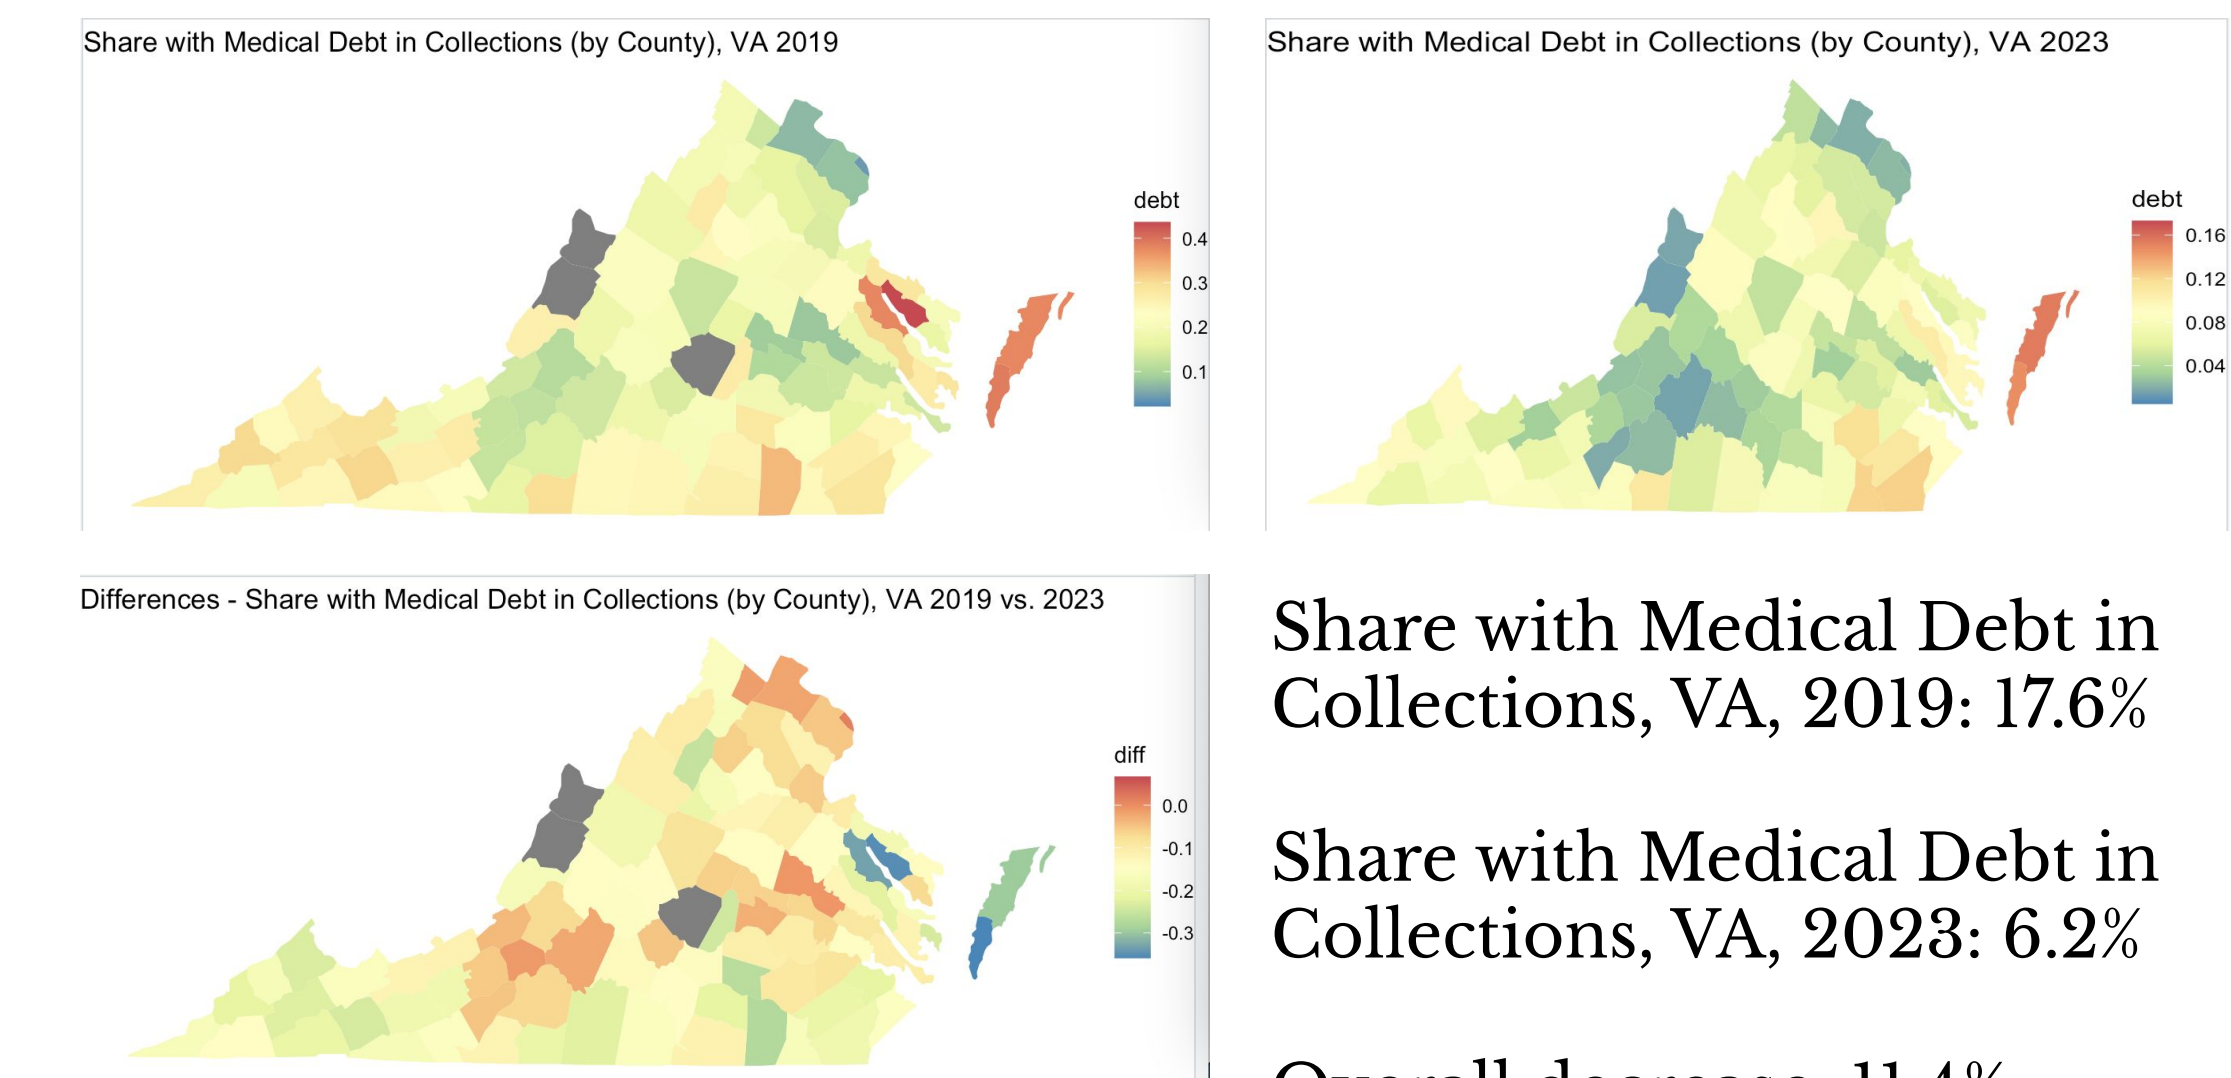 Share with Medical Debt in Collections (by County), VA 2019
debt
0.4
0.3
0.2
0.1
Share with Medical Debt in Collections (by County), VA 2023
debt
0.16
0.12
0.08
0.04
Differences - Share with Medical Debt in Collections (by County), VA 2019 vs. 2023
diff
0.0
-0.1
-0.2
-0.3
Share with Medical Debt in
Collections, VA, 2019: 17.6%
Share with Medical Debt in
Collections, VA, 2023: 6.2%
Overall decrease: 11.4%